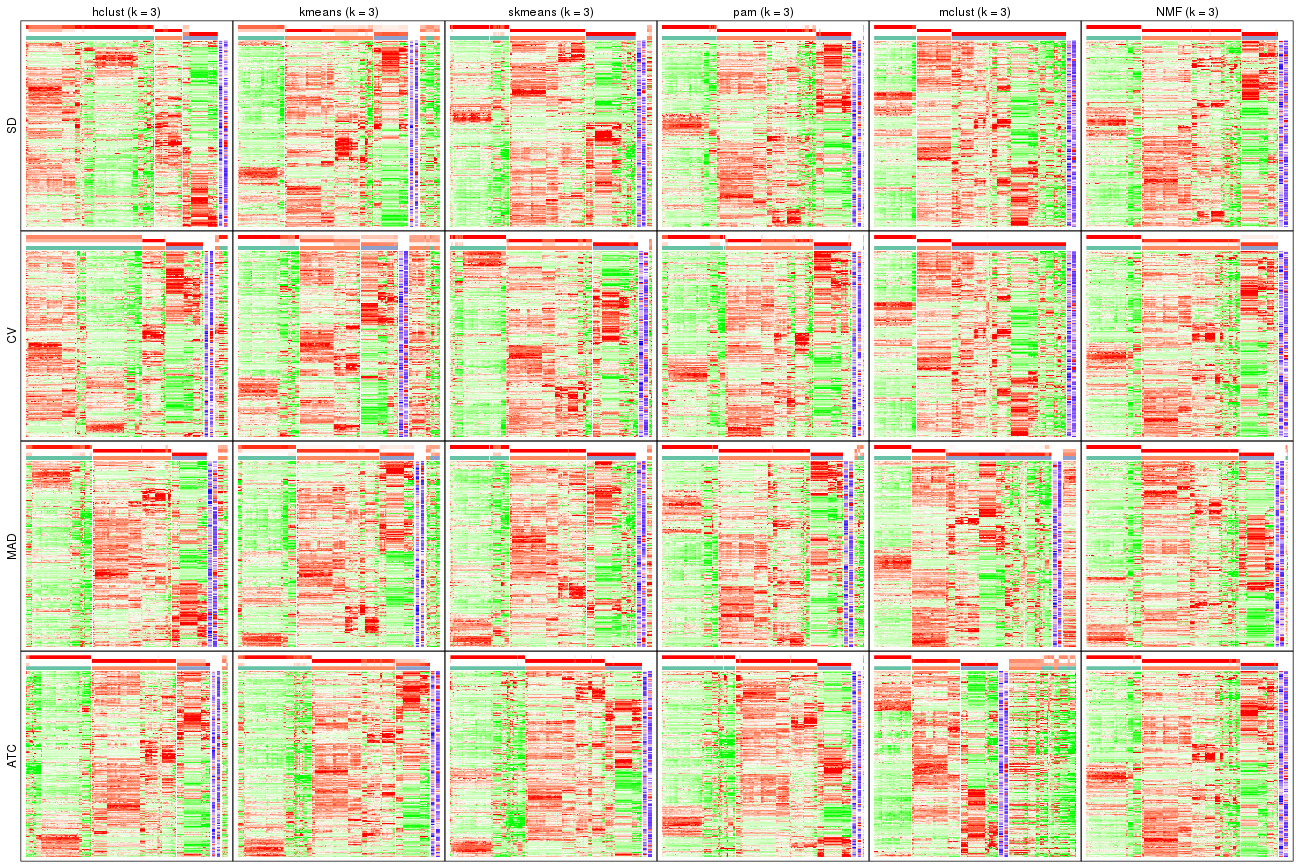 hclust (k = 3)
kmeans (k = 3)
skmeans (k = 3)
pam (k = 3)
mclust (k = 3)
NMF (k = 3)
SD
CV
MAD
ATC